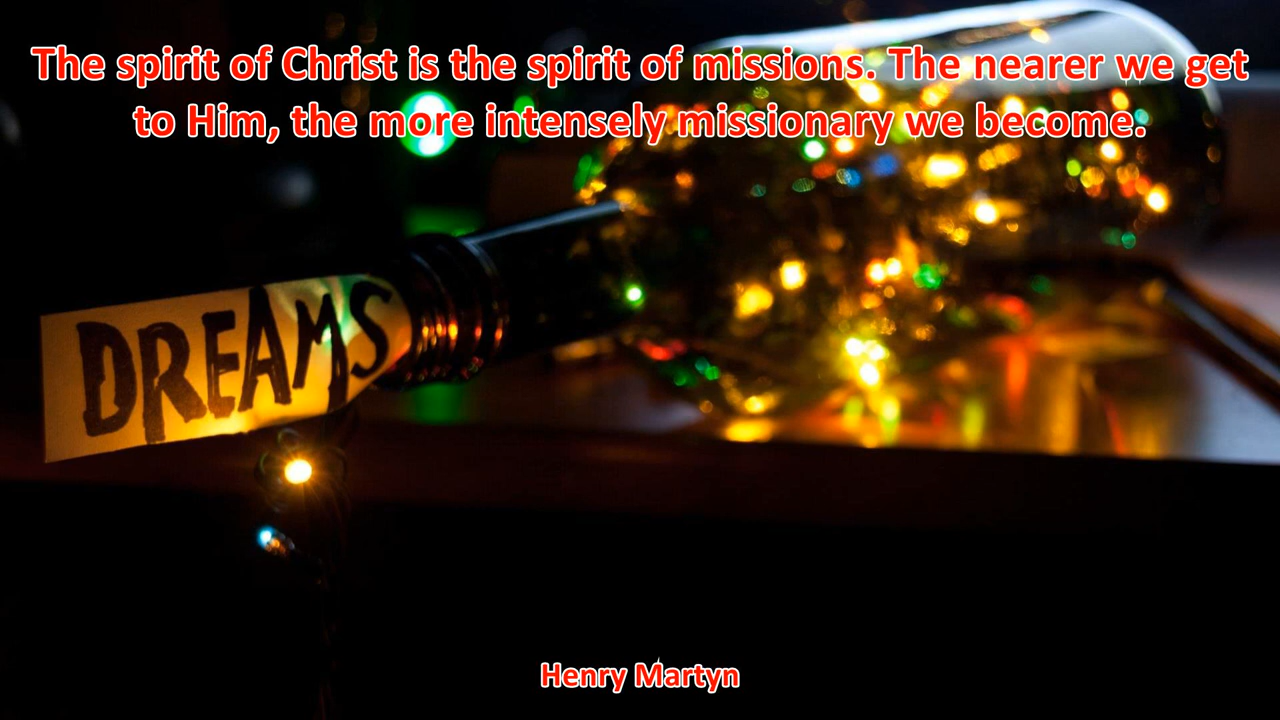 The spirit of Christ is the spirit of missions. The nearer we get
to Him, the more intensely missionary we become.
DREAMS
Henry Martyn